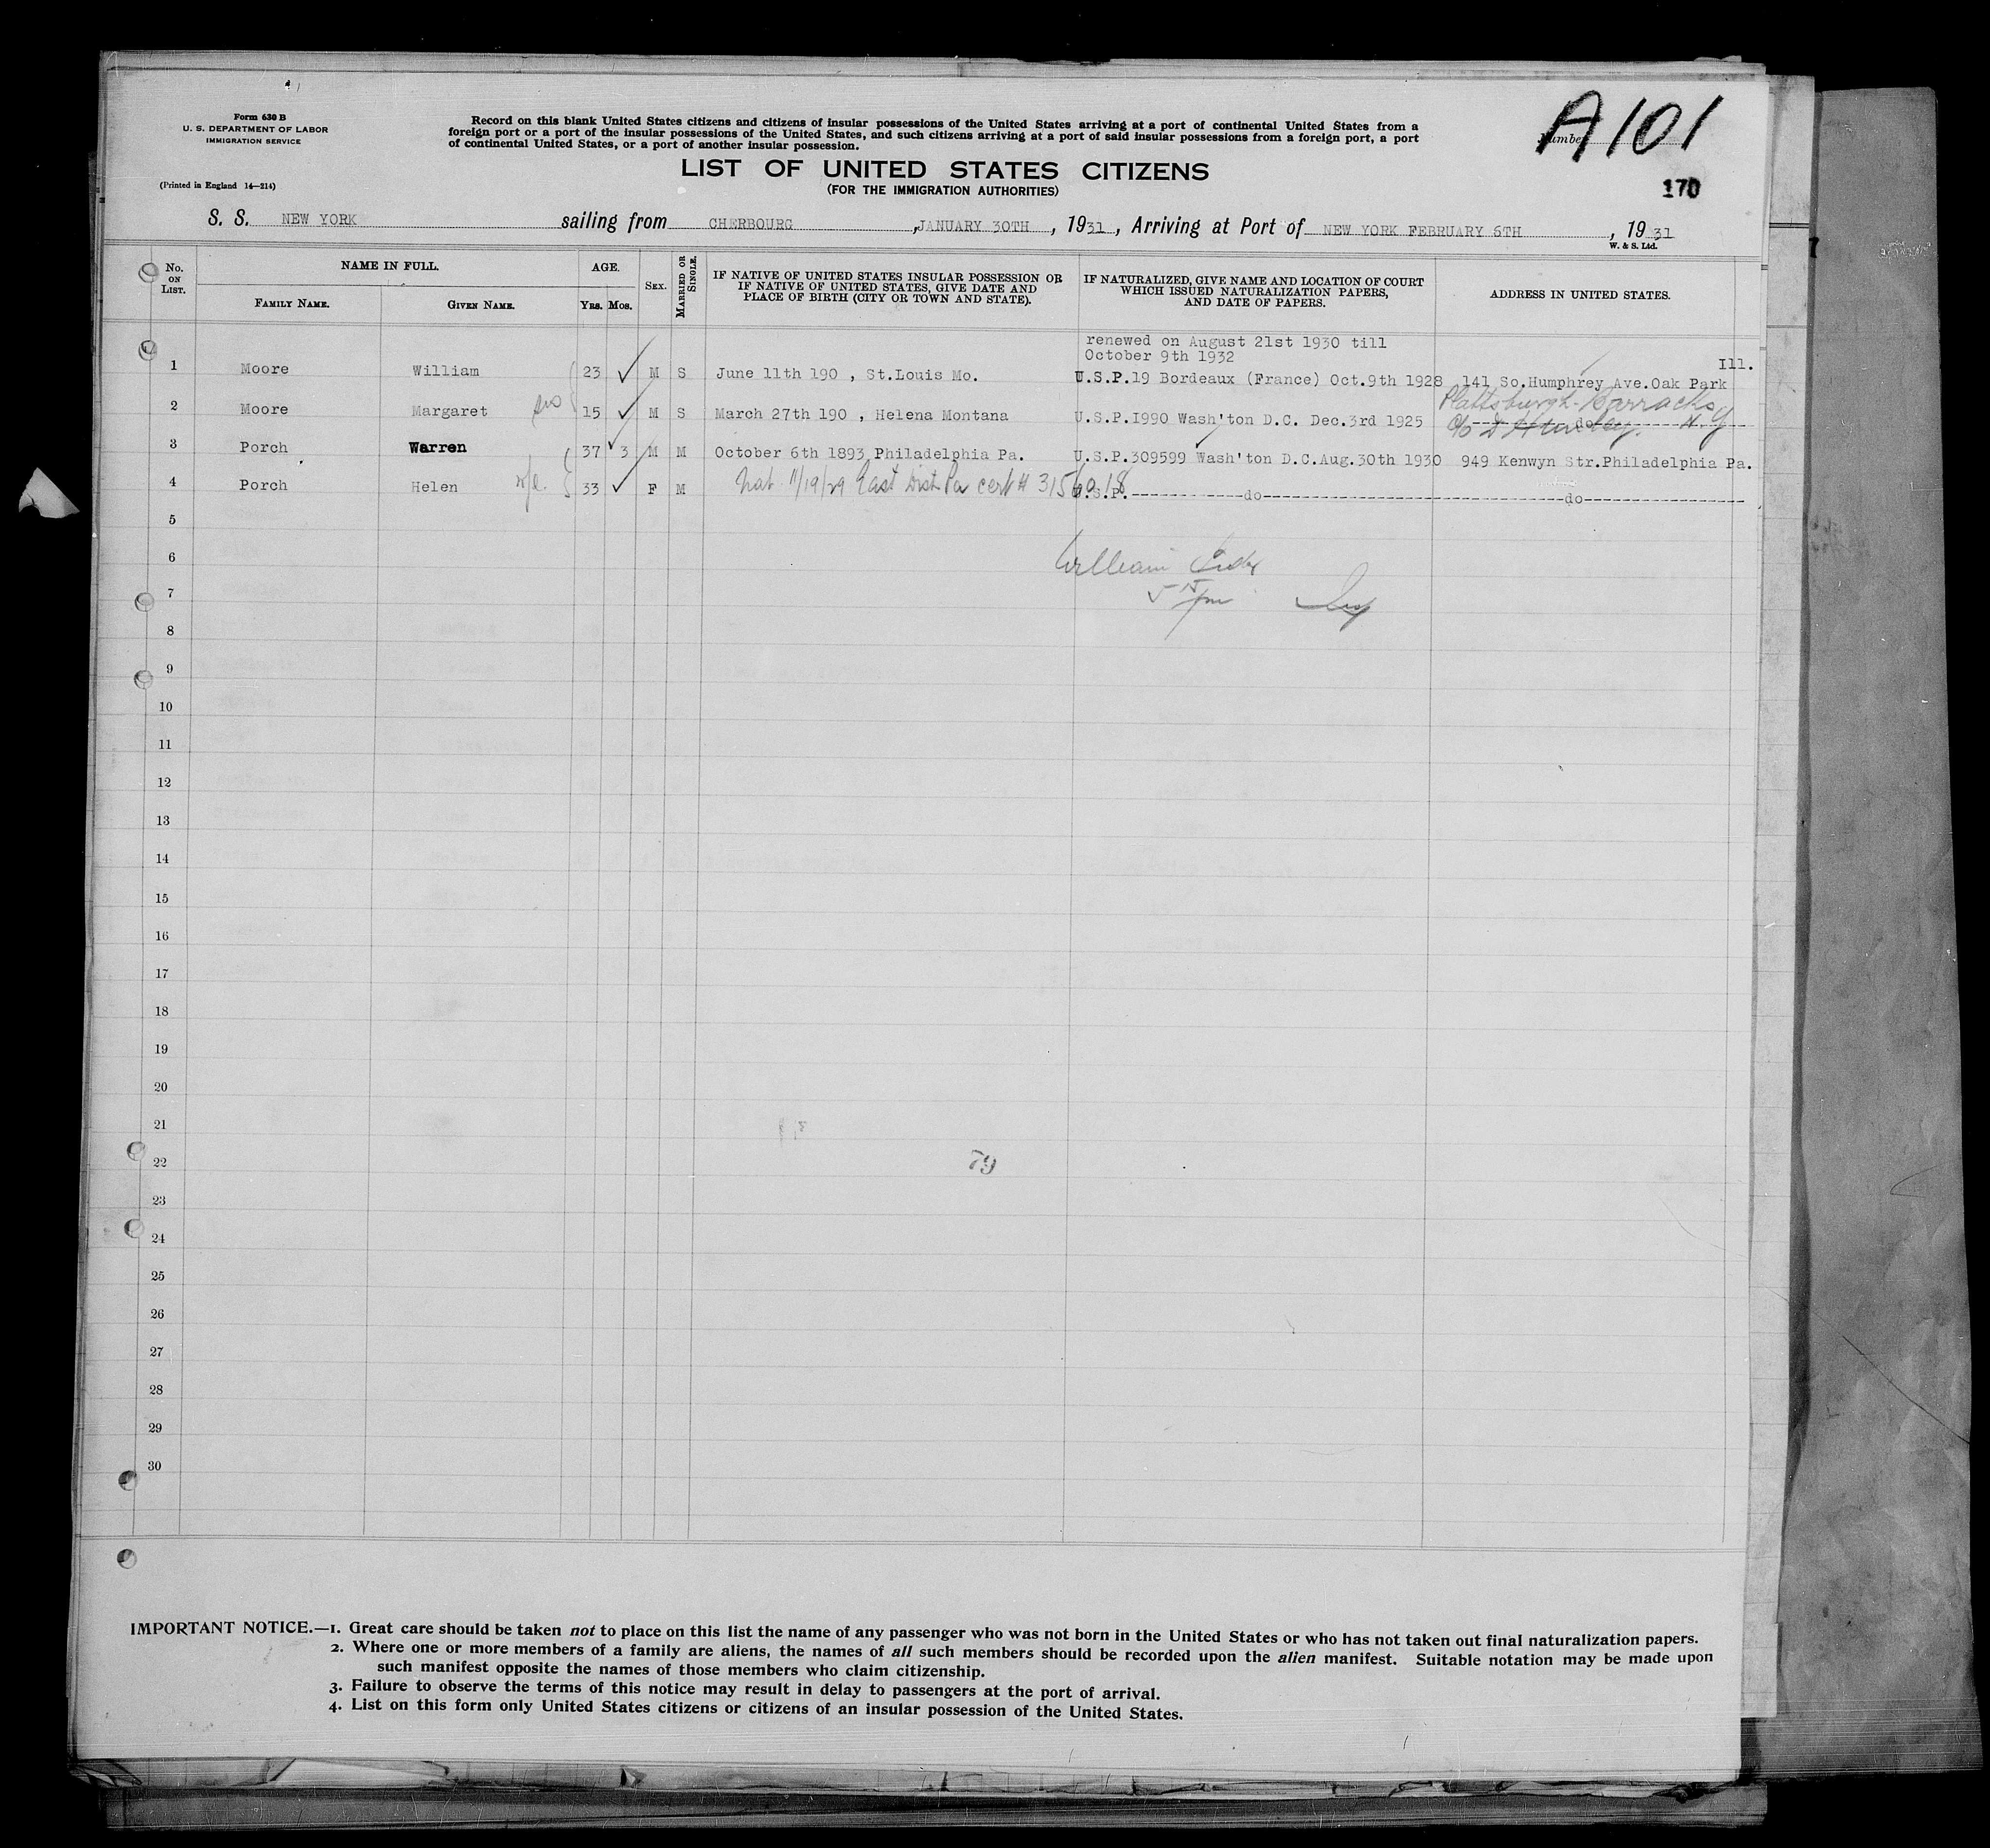 Form 630 B
U. S. DEPARTMENT OF LABOR
IMMIGRATION SERVICE
(Printed in England 14—214)
Record on this blank United States citizens and citizens of insular possessions of the United States arriving at a port of continental United States from a
foreign port or a port of the insular possessions of the United States, and such citizens arriving at a port of said insular possessions from a foreign port, a port
of continental United States, or a port of another insular possession.
LIST OF UNITED STATES CITIZENS
(FOR THE IMMIGRATION AUTHORITIES)
Number A101
170
S. S. NEW YORK sailing from CHERBOURG, JANUARY 30TH, 1931, Arriving at Port of NEW YORK FEBRUARY 6TH, 1931
W. & S. Ltd.
No. ON LIST. NAME IN FULL. FAMILY NAME. GIVEN NAME. AGE. YRS. MOS. SEX. MARRIED OR SINGLE. IF NATIVE OF UNITED STATES INSULAR POSSESSION OR IF NATIVE OF UNITED STATES, GIVE DATE AND PLACE OF BIRTH (CITY OR TOWN AND STATE). IF NATURALIZED, GIVE NAME AND LOCATION OF COURT WHICH ISSUED NATURALIZATION PAPERS, AND DATE OF PAPERS. ADDRESS IN UNITED STATES.
renewed on August 21st 1930 till
October 9th 1932
Ill.
1 Moore William 23 M S June 11th 190 , St.Louis Mo. U.S.P.19 Bordeaux (France) Oct.9th 1928 141 So.Humphrey Ave.Oak Park
Plattsburgh Barracks
2 Moore Margaret sis 15 M S March 27th 190 , Helena Montana U.S.P.I990 Wash'ton D.C. Dec.3rd 1925 do c/o N.Y
3 Porch Warren 37 3 M M October 6th 1893 Philadelphia Pa. U.S.P.309599 Wash'ton D.C.Aug.30th 1930 949 Kenwyn Str.Philadelphia Pa.
4 Porch Helen wfe. 33 F M Nat. 11/19/29 East Dist Pa cert # 3156018 U.S.P.------------do------------ ------------do------------
5
6
William
7
5 15 pm
8
9
10
11
12
13
14
15
16
17
18
19
20
21
22
79
23
24
25
26
27
28
29
30
IMPORTANT NOTICE.—1. Great care should be taken not to place on this list the name of any passenger who was not born in the United States or who has not taken out final naturalization papers.
2. Where one or more members of a family are aliens, the names of all such members should be recorded upon the alien manifest. Suitable notation may be made upon
such manifest opposite the names of those members who claim citizenship.
3. Failure to observe the terms of this notice may result in delay to passengers at the port of arrival.
4. List on this form only United States citizens or citizens of an insular possession of the United States.